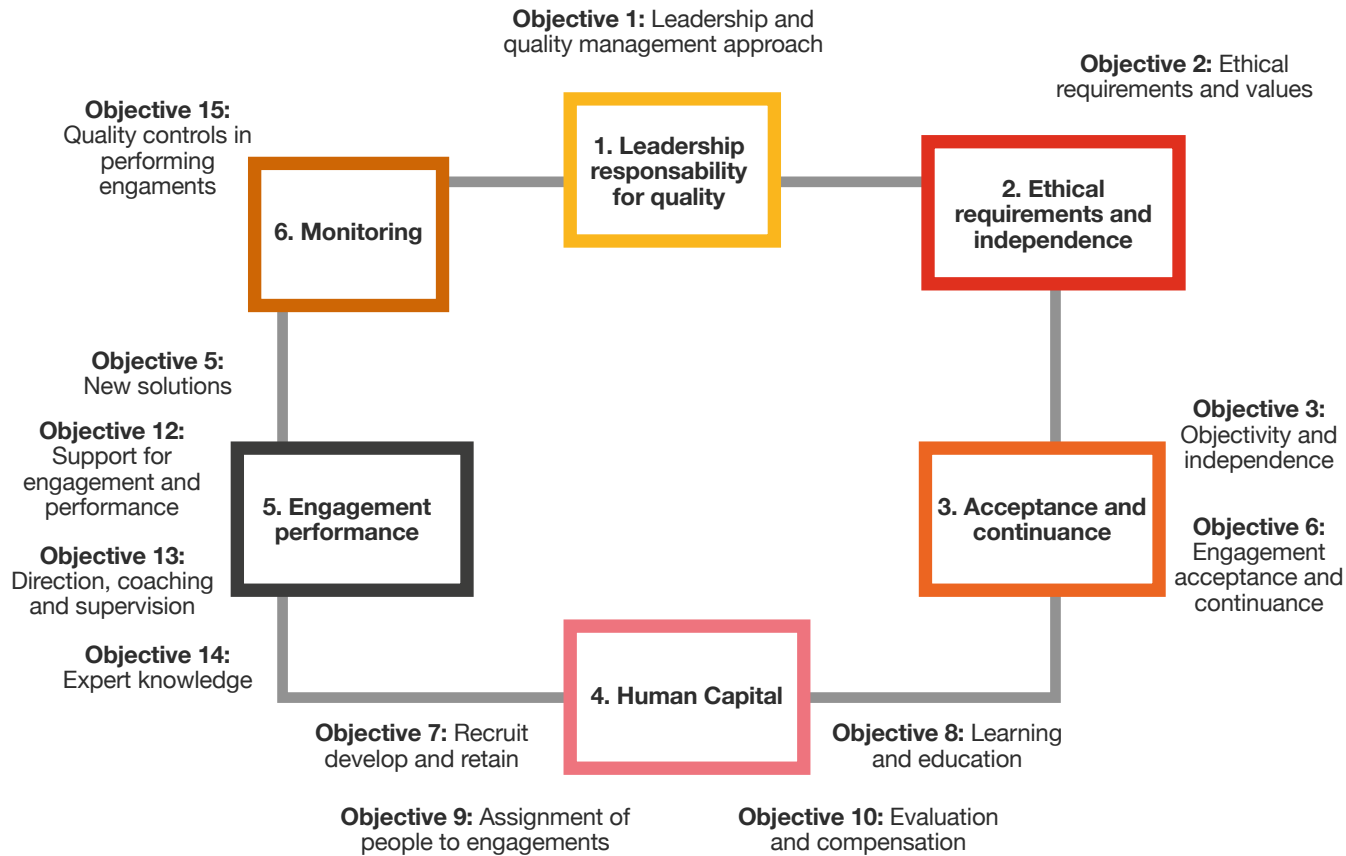 Objective 1: Leadership and
quality management approach
Objective 2: Ethical
requirements and values
Objective 15:
Quality controls in
performing
engaments
1. Leadership
responsability
for quality
2. Ethical
requirements and
independence
6. Monitoring
Objective 5:
New solutions
Objective 12:
Support for
engagement and
performance
Objective 13:
Direction, coaching
and supervision
Objective 14:
Expert knowledge
5. Engagement
performance
3. Acceptance and
continuance
Objective 3:
Objectivity and
independence
Objective 6:
Engagement
acceptance and
continuance
4. Human Capital
Objective 7: Recruit
develop and retain
Objective 8: Learning
and education
Objective 9: Assignment of
people to engagements
Objective 10: Evaluation
and compensation